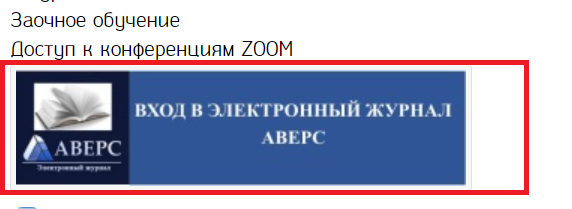 Заочное обучение
Доступ к конференциям ZOOM
ВХОД В ЭЛЕКТРОННЫЙ ЖУРНАЛ
АВЕРС
АВЕРС
Электронный журнал